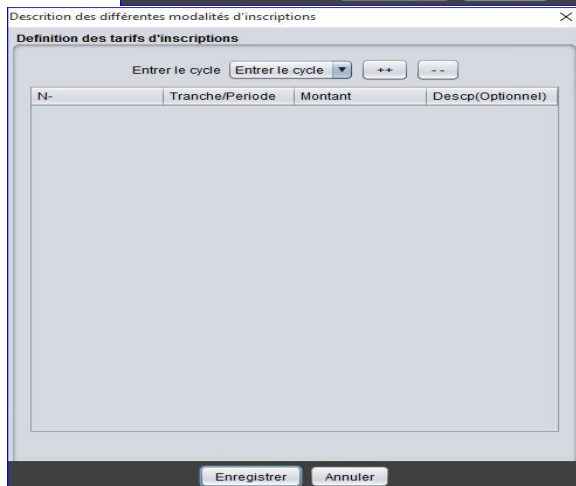 Descrition des différentes modalités d'inscriptions
Definition des tarifs d'inscriptions
Entrer le cycle Entrer le cycle ++ --
N- Tranche/Periode Montant Descp(Optionnel)
Enregistrer Annuler